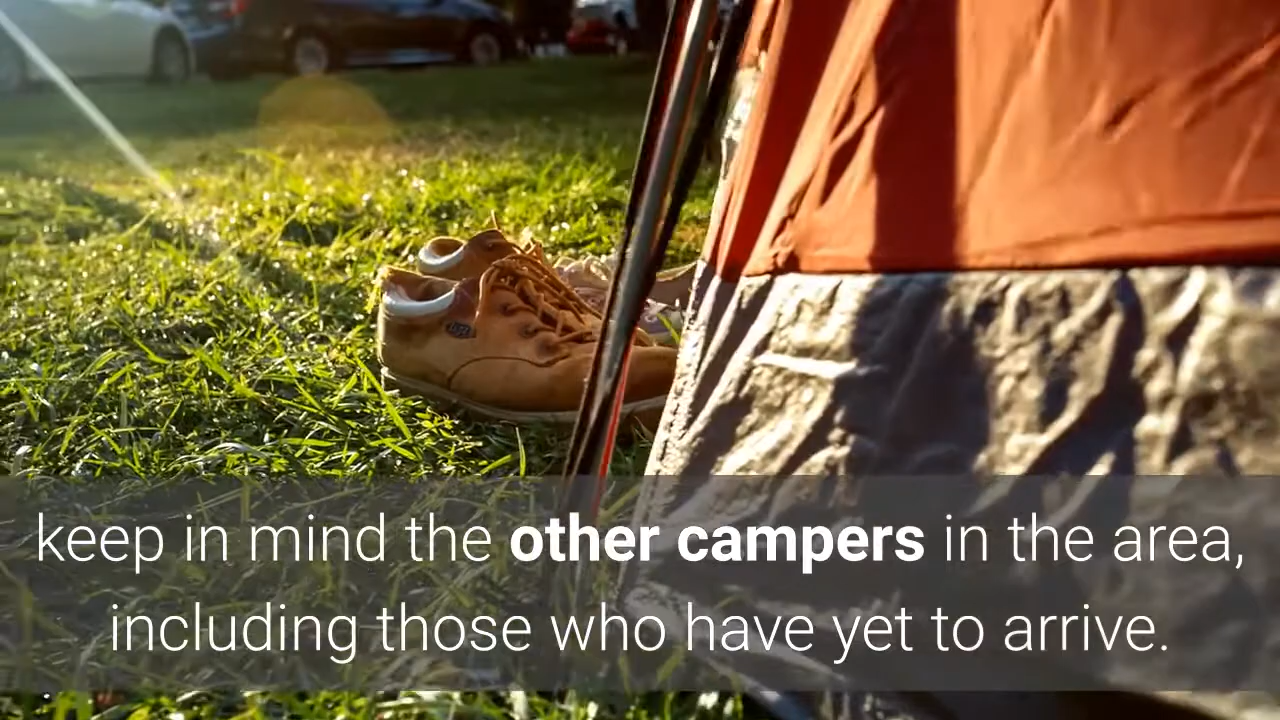 keep in mind the other campers in the area,
including those who have yet to arrive.